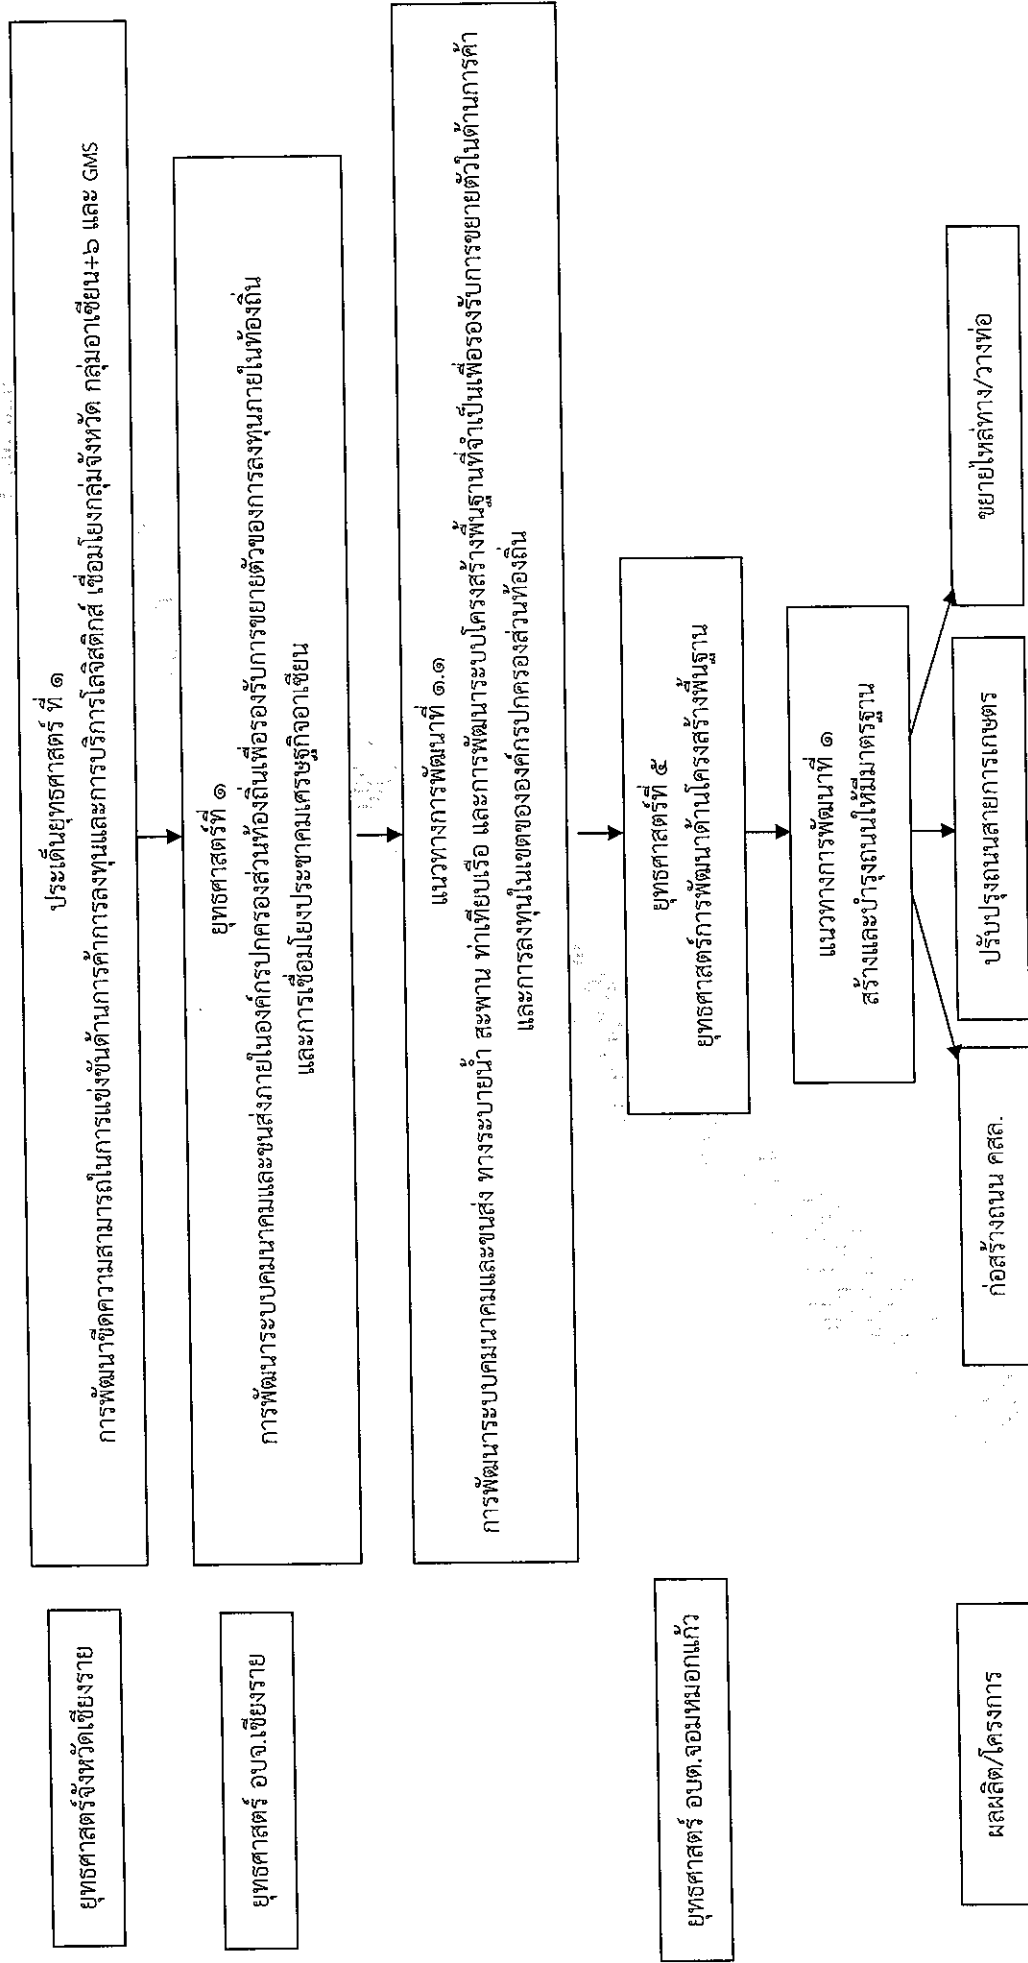 ยุทธศาสตร์จังหวัดเชียงราย
ประเด็นยุทธศาสตร์ ที่ ๑
การพัฒนาขีดความสามารถในการแข่งขันด้านการค้าการลงทุนและการบริการโลจิสติกส์ เชื่อมโยงกลุ่มจังหวัด กลุ่มอาเซียน+๖ และ GMS
ยุทธศาสตร์ อบจ.เชียงราย
ยุทธศาสตร์ที่ ๑
การพัฒนาระบบคมนาคมและขนส่งภายในองค์กรปกครองส่วนท้องถิ่นเพื่อรองรับการขยายตัวของการลงทุนภายในท้องถิ่น
และการเชื่อมโยงประชาคมเศรษฐกิจอาเซียน
แนวทางการพัฒนาที่ ๑.๑
การพัฒนาระบบคมนาคมและขนส่ง ทางระบายน้ำ สะพาน ท่าเทียบเรือ และการพัฒนาระบบโครงสร้างพื้นฐานที่จำเป็นเพื่อรองรับการขยายตัวในด้านการค้า
และการลงทุนในเขตขององค์กรปกครองส่วนท้องถิ่น
ยุทธศาสตร์ อบต.จอมหมอกแก้ว
ยุทธศาสตร์ที่ ๕
ยุทธศาสตร์การพัฒนาด้านโครงสร้างพื้นฐาน
แนวทางการพัฒนาที่ ๑
สร้างและบำรุงถนนให้มีมาตรฐาน
ผลผลิต/โครงการ
ก่อสร้างถนน คสล.
ปรับปรุงถนนสายการเกษตร
ขยายไหล่ทาง/วางท่อ